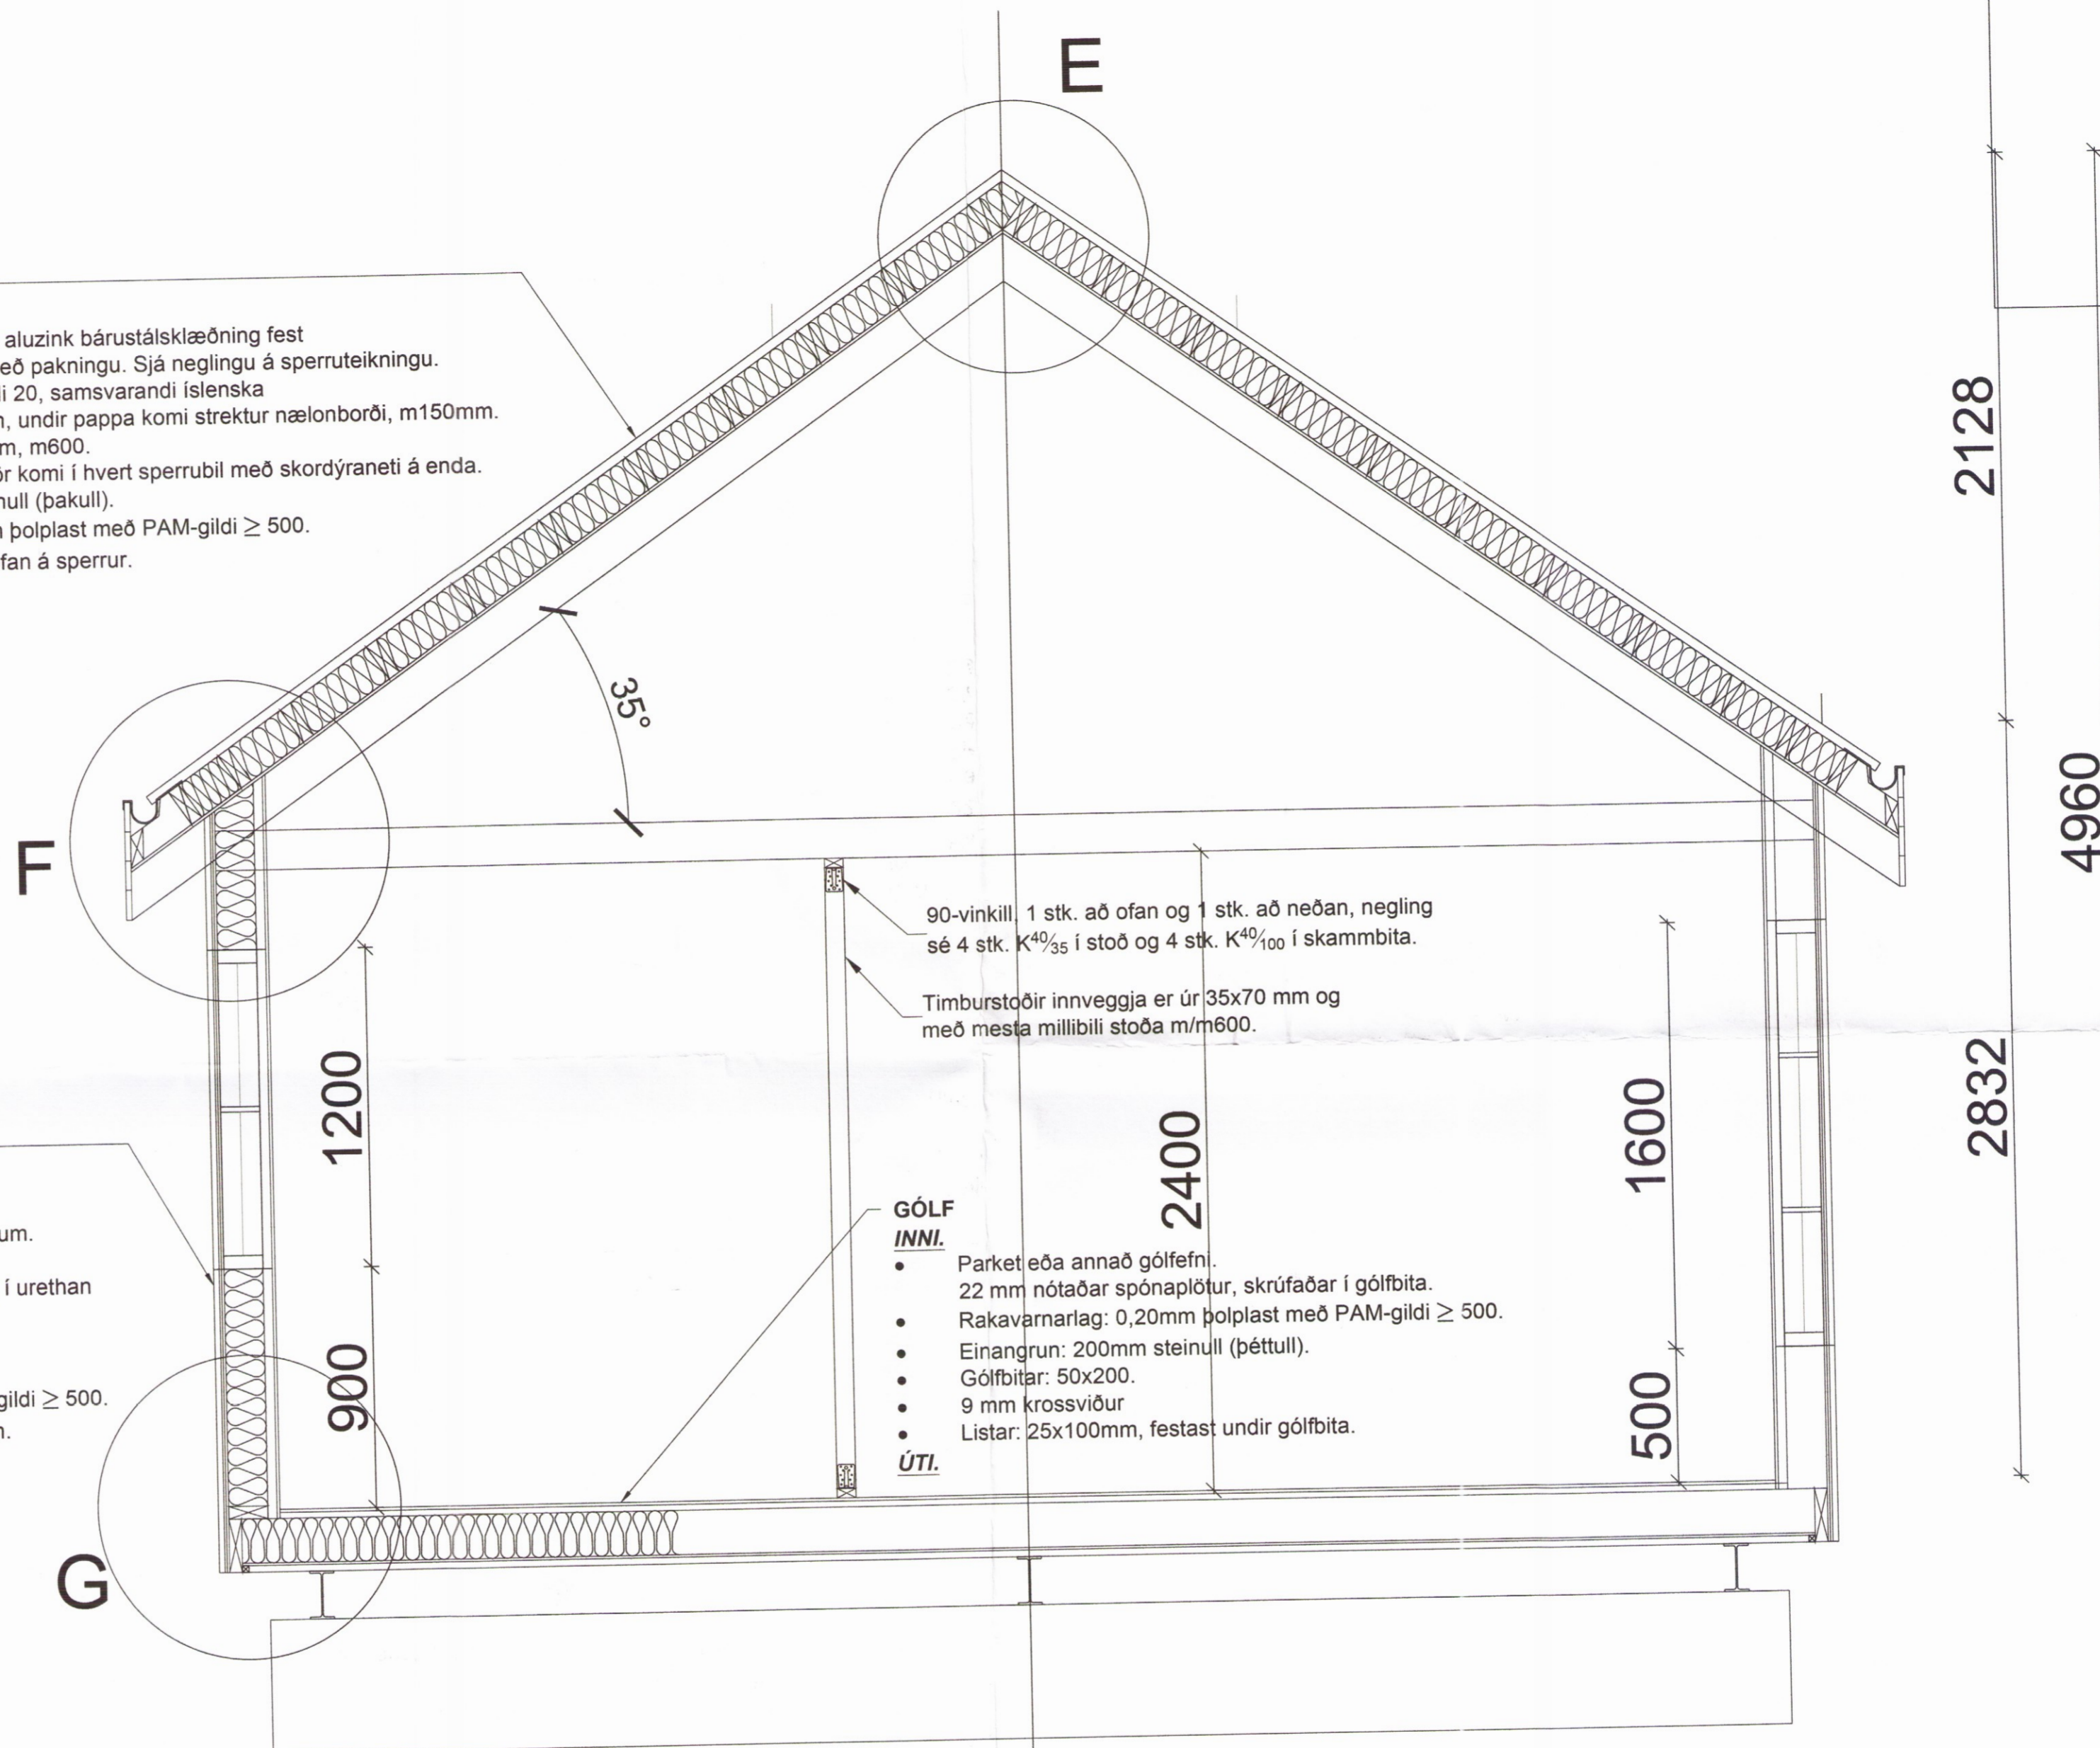 E
aluzink bárustálsklæðning fest
eð pakningu. Sjá neglingu á sperruteikningu.
i 20, samsvarandi íslenska
, undir pappa komi strektur nælonborði, m150mm.
m, m600.
ör komi í hvert sperrubil með skordýraneti á enda.
null (þakull).
þolplast með PAM-gildi ≥ 500.
fan á sperrur.
2128
35°
4960
F
90-vinkill, 1 stk. að ofan og 1 stk. að neðan, negling
sé 4 stk. K40/35 í stoð og 4 stk. K40/100 í skammbita.
Timburstoðir innveggja er úr 35x70 mm og
með mesta millibili stoða m/m600.
1200
2400
1600
2832
um.
í urethan
gildi ≥ 500.
900
GÓLF
INNI.
• Parket eða annað gólfefni.
22 mm nótaðar spónaplötur, skrúfaðar í gólfbita.
• Rakavarnarlag: 0,20mm þolplast með PAM-gildi ≥ 500.
• Einangrun: 200mm steinull (þéttull).
• Gólfbitar: 50x200.
• 9 mm krossviður
• Listar: 25x100mm, festast undir gólfbita.
ÚTI.
500
G